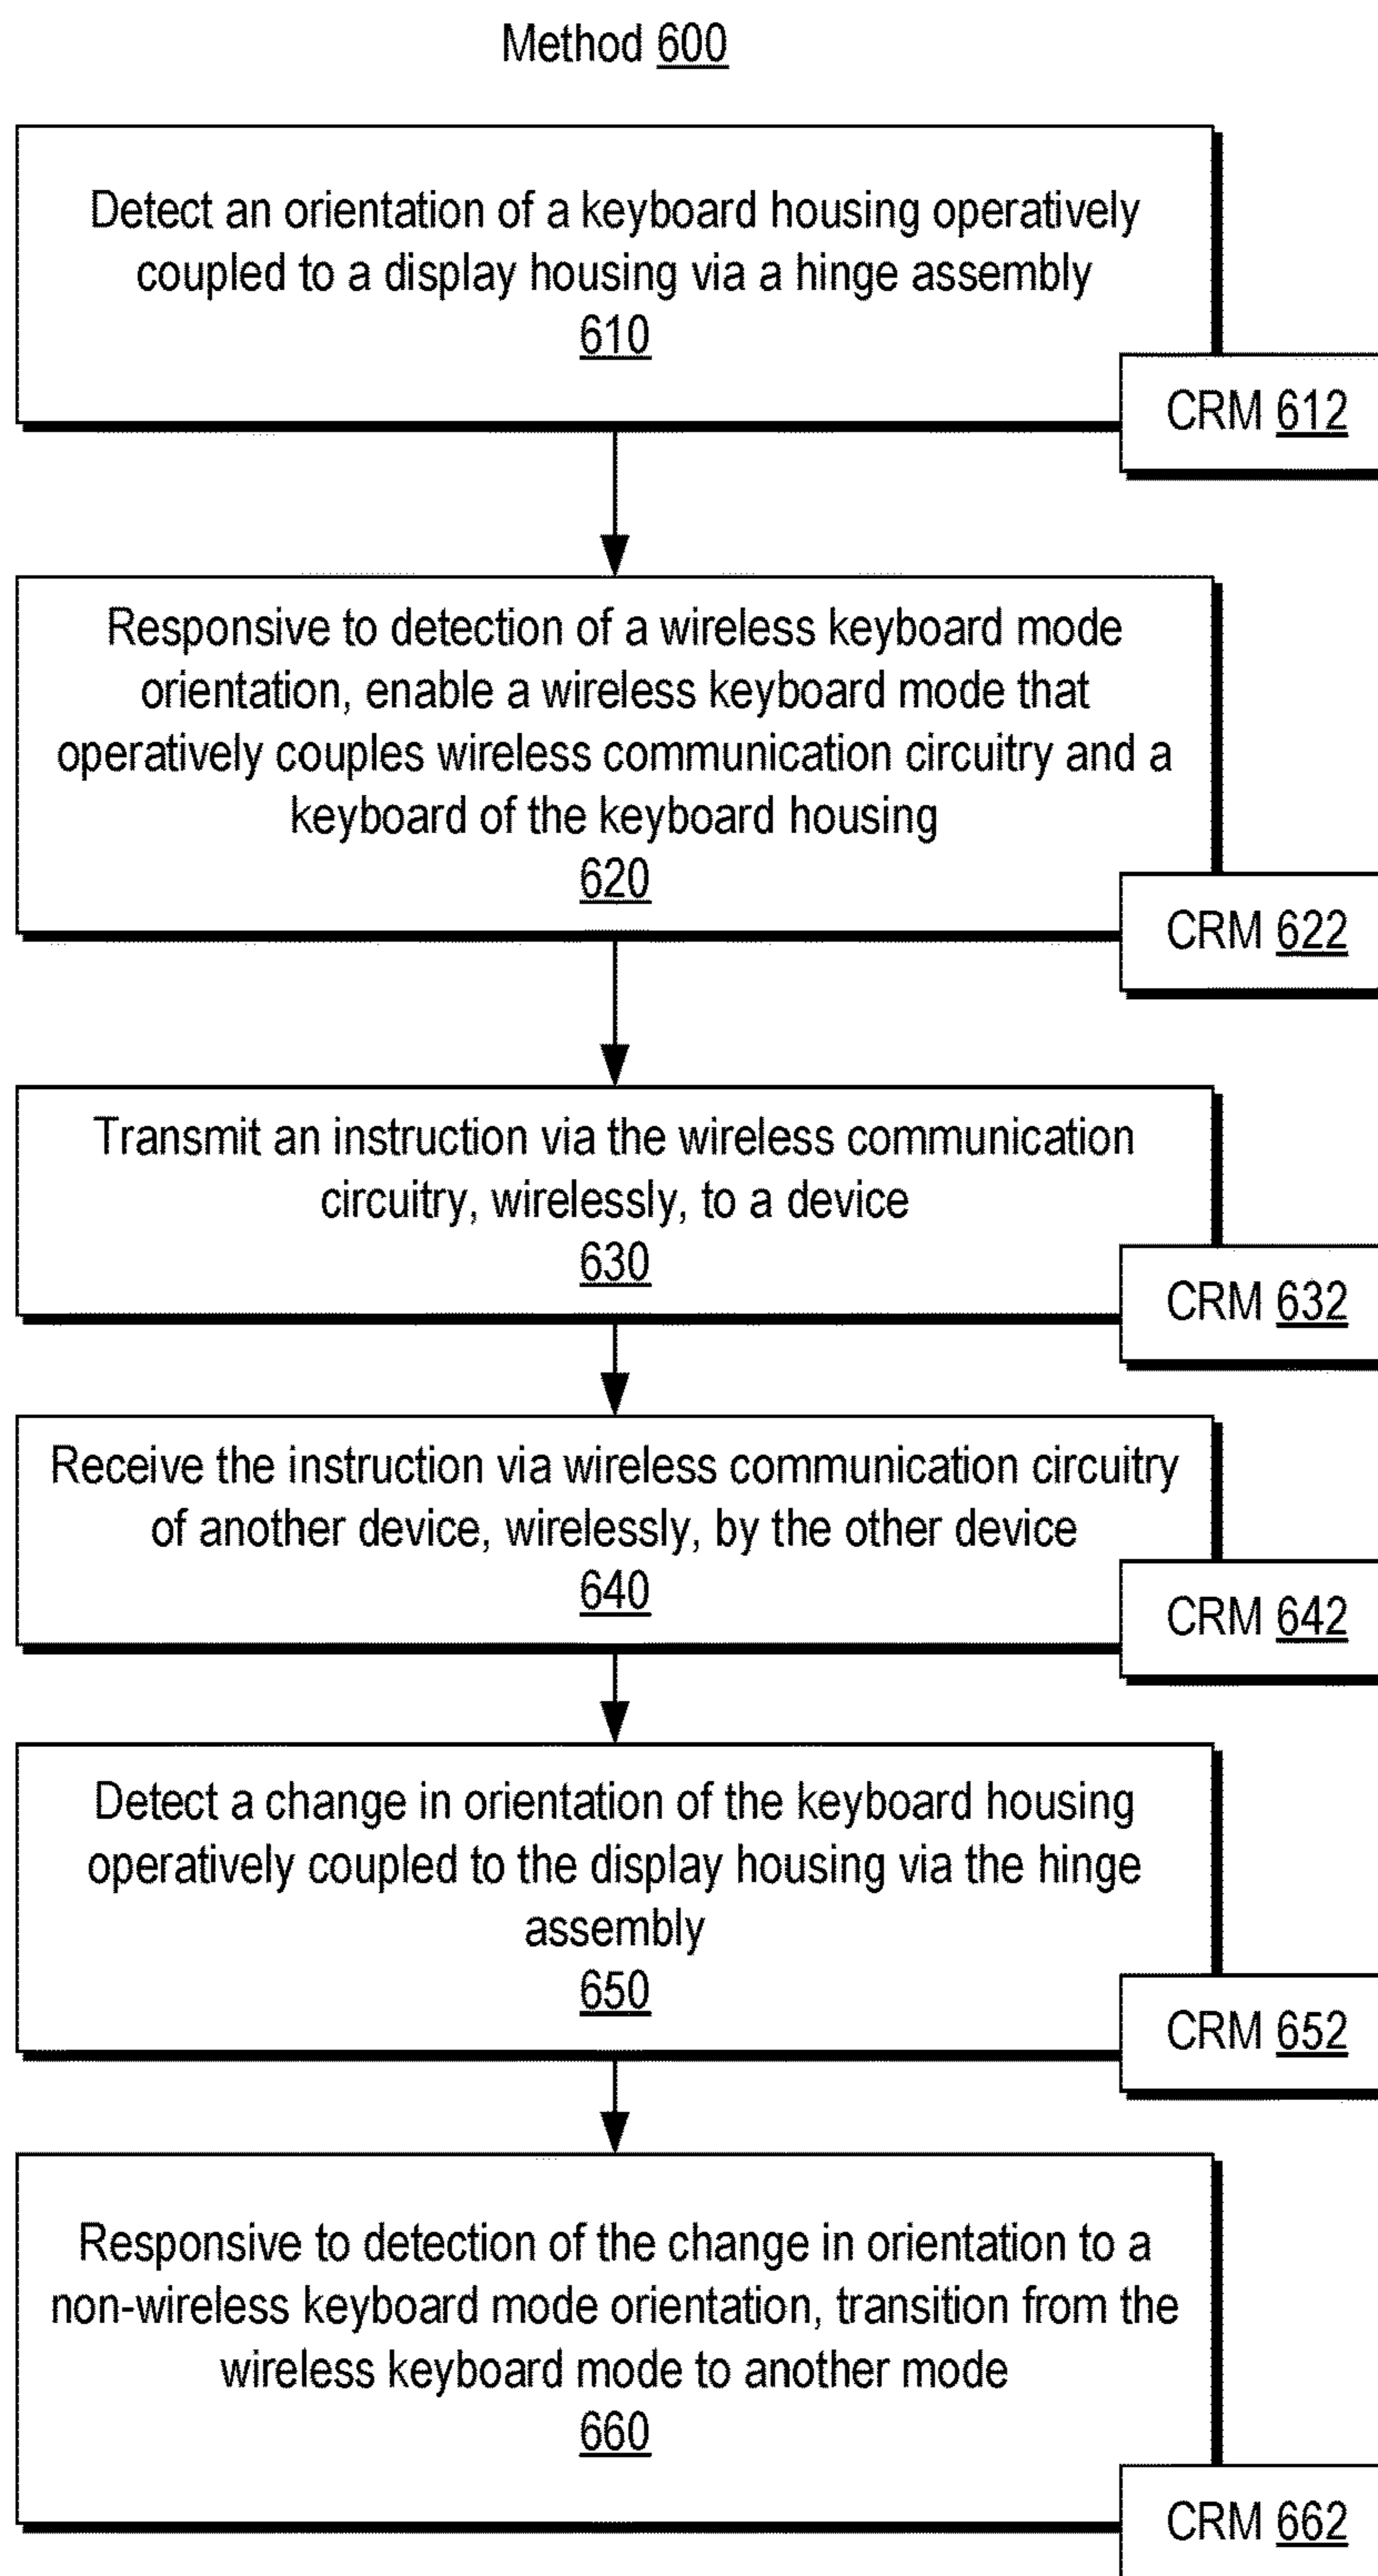 Method 600
Detect an orientation of a keyboard housing operatively
coupled to a display housing via a hinge assembly
610
CRM 612
Responsive to detection of a wireless keyboard mode
orientation, enable a wireless keyboard mode that
operatively couples wireless communication circuitry and a
keyboard of the keyboard housing
620
CRM 622
Transmit an instruction via the wireless communication
circuitry, wirelessly, to a device
630
CRM 632
Receive the instruction via wireless communication circuitry
of another device, wirelessly, by the other device
640
CRM 642
Detect a change in orientation of the keyboard housing
operatively coupled to the display housing via the hinge
assembly
650
CRM 652
Responsive to detection of the change in orientation to a
non-wireless keyboard mode orientation, transition from the
wireless keyboard mode to another mode
660
CRM 662